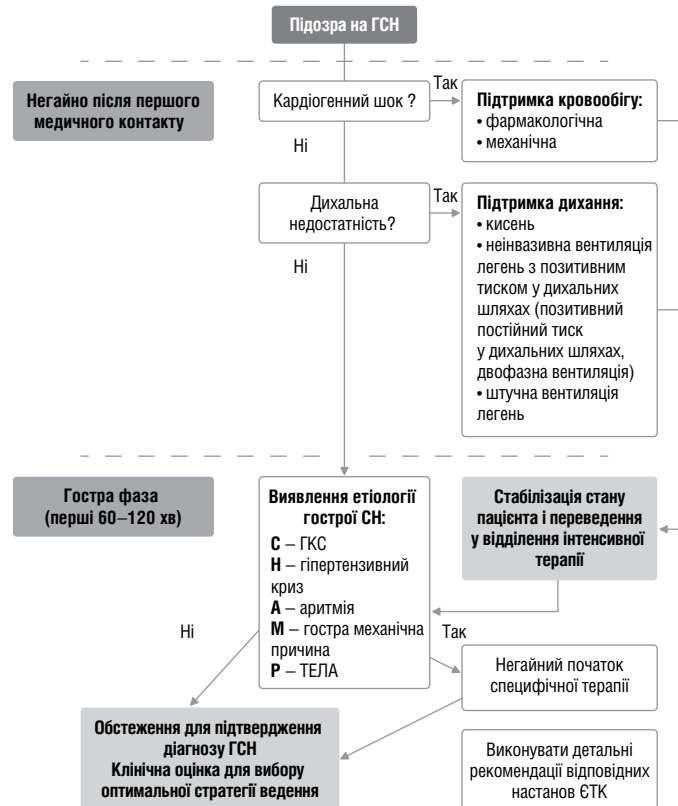 Підозра на ГСН
Негайно після першого
медичного контакту
Кардіогенний шок ?
Так
Підтримка кровообігу:
• фармакологічна
• механічна
Ні
Дихальна
недостатність?
Так
Підтримка дихання:
• кисень
• неінвазивна вентиляція
легень з позитивним
тиском у дихальних
шляхах (позитивний
постійний тиск
у дихальних шляхах,
двофазна вентиляція)
• штучна вентиляція
легень
Ні
Гостра фаза
(перші 60–120 хв)
Виявлення етіології
гострої СН:
С – ГКС
Н – гіпертензивний
криз
А – аритмія
М – гостра механічна
причина
Р – ТЕЛА
Стабілізація стану
пацієнта і переведення
у відділення інтенсивної
терапії
Ні
Так
Негайний початок
специфічної терапії
Обстеження для підтвердження
діагнозу ГСН
Клінічна оцінка для вибору
оптимальної стратегії ведення
Виконувати детальні
рекомендації відповідних
настанов ЄТК